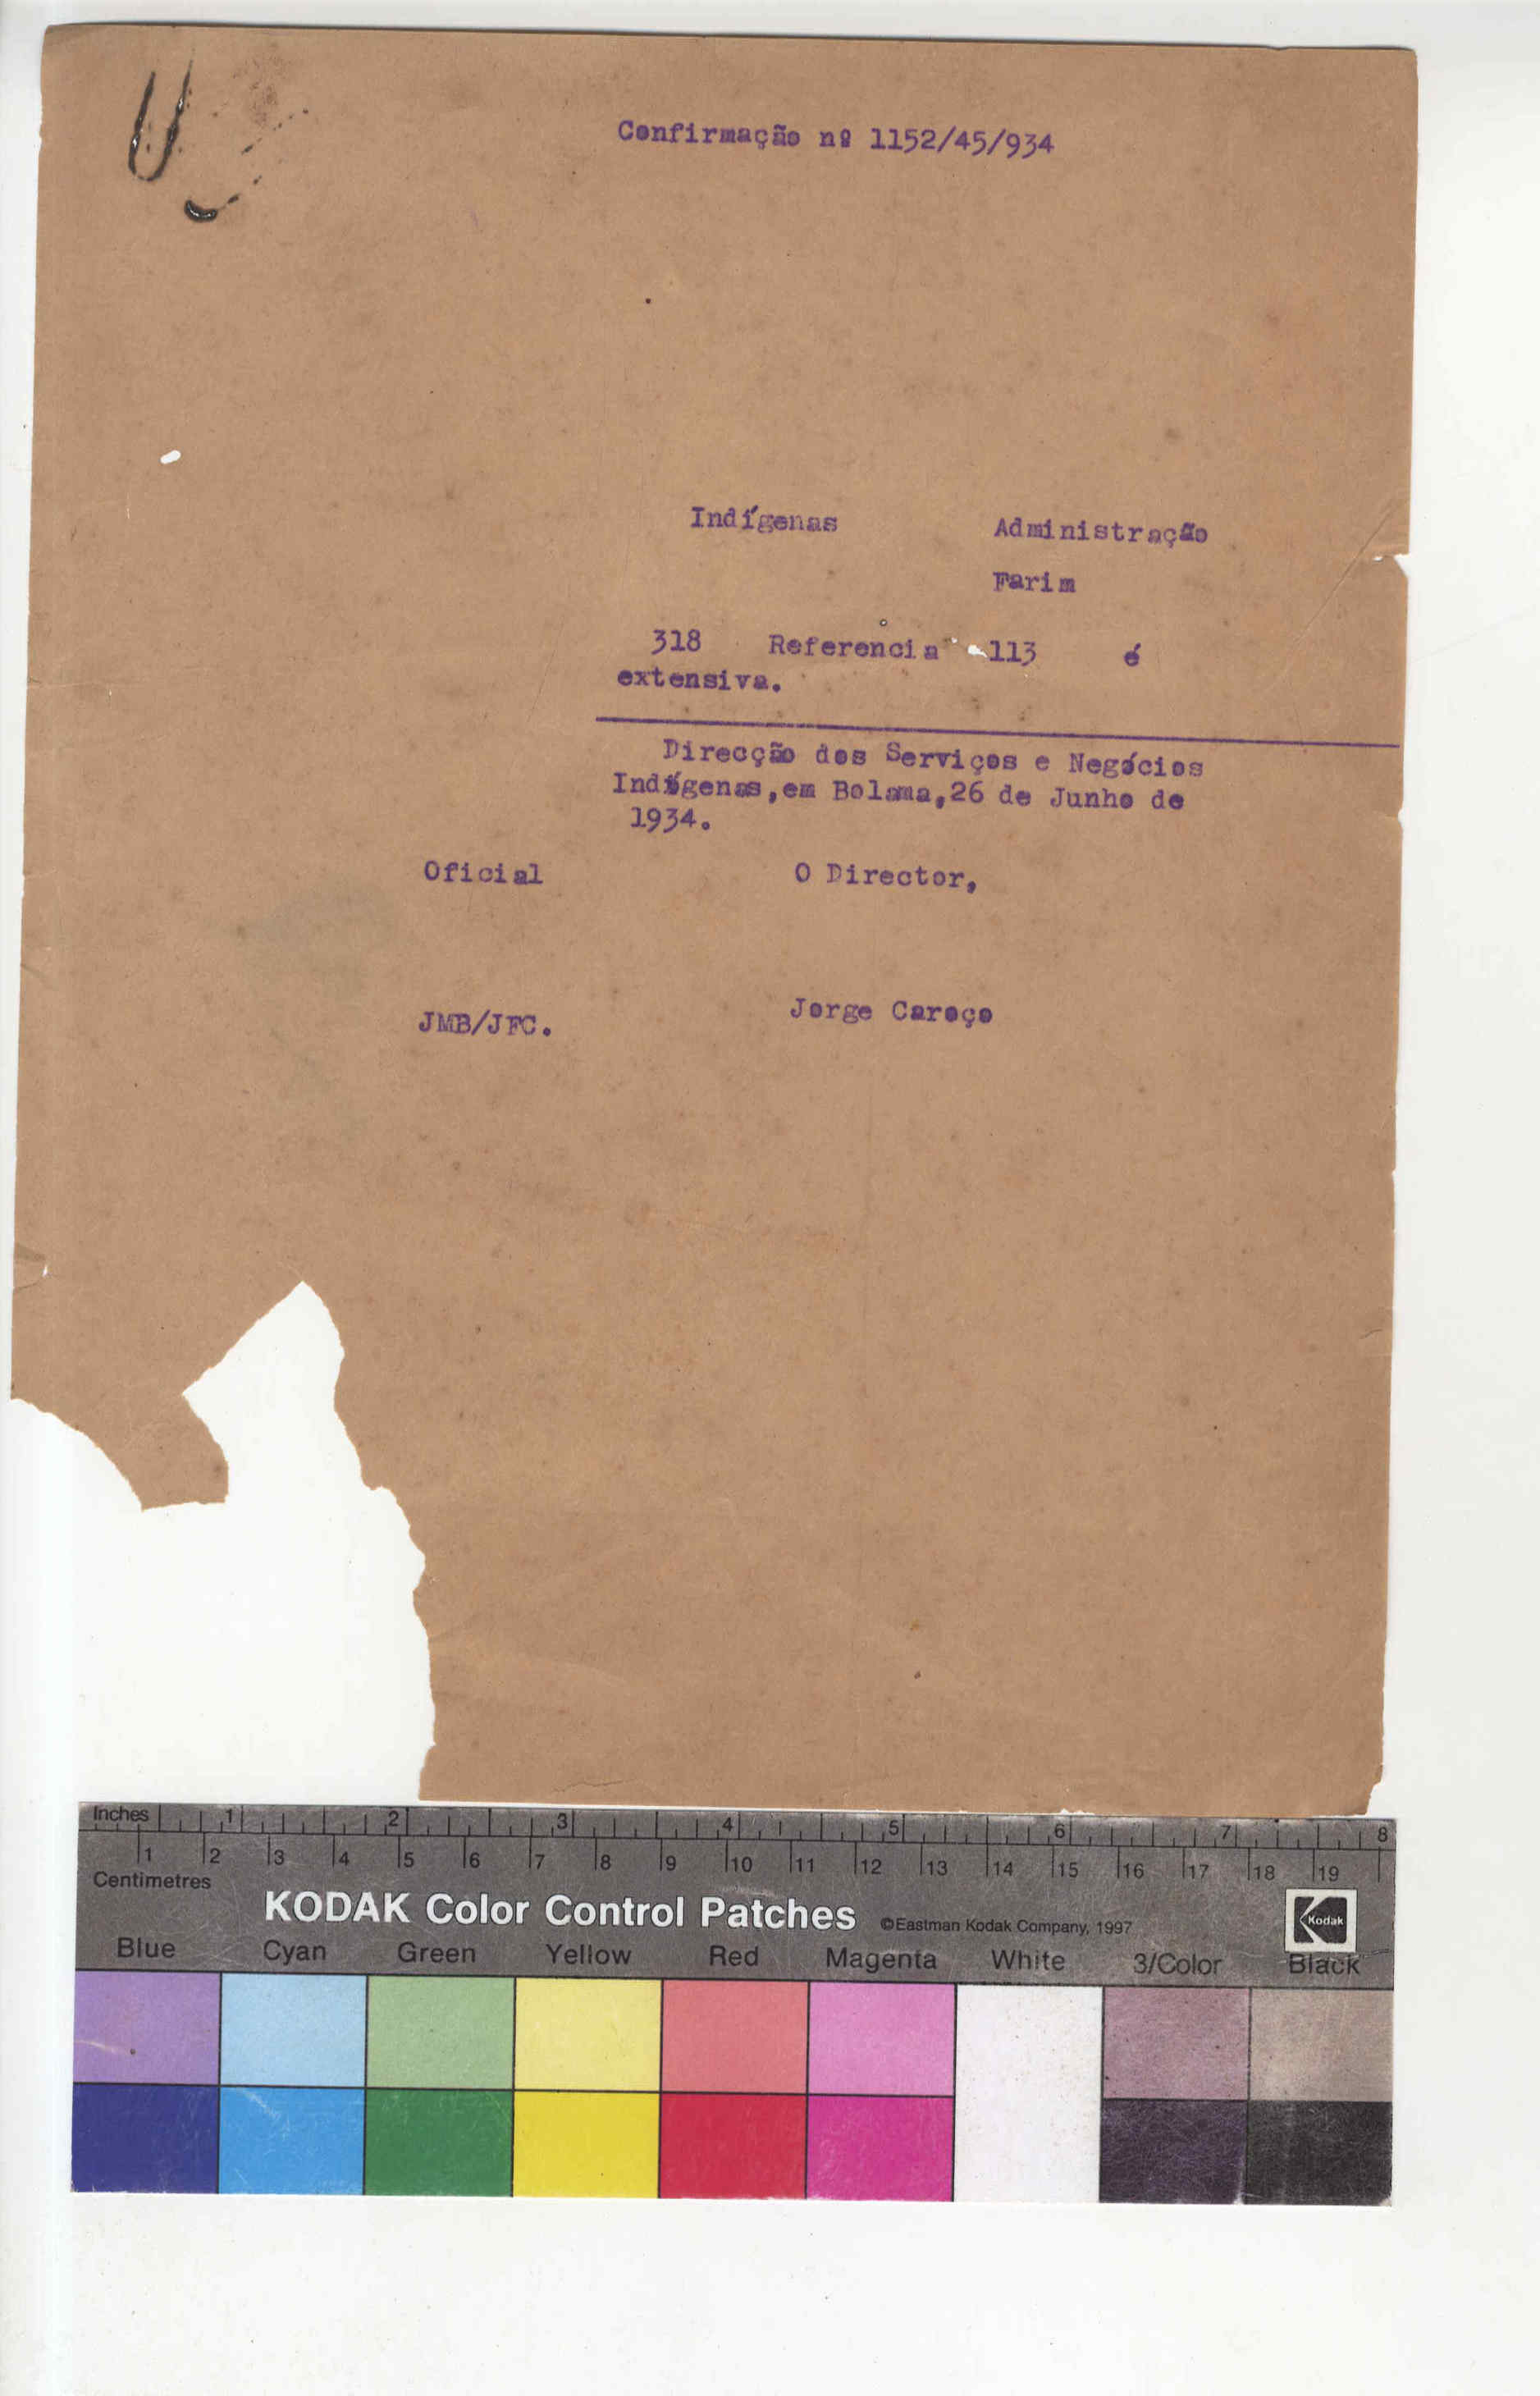 Confirmação nº 1152/45/934
Indígenas Administração
Farim
318 Referencia 113 é
extensiva.
Direcção dos Serviços e Negócios
Indígenas,em Bolama,26 de Junho de
1934.
Oficial O Director,
JMB/JFC. Jorge Caroço
Inches 1 2 3 4 5 6 7 8
1 2 3 4 5 6 7 8 9 10 11 12 13 14 15 16 17 18 19
Centimetres
KODAK Color Control Patches ©Eastman Kodak Company, 1997 Kodak
Blue Cyan Green Yellow Red Magenta White 3/Color Black